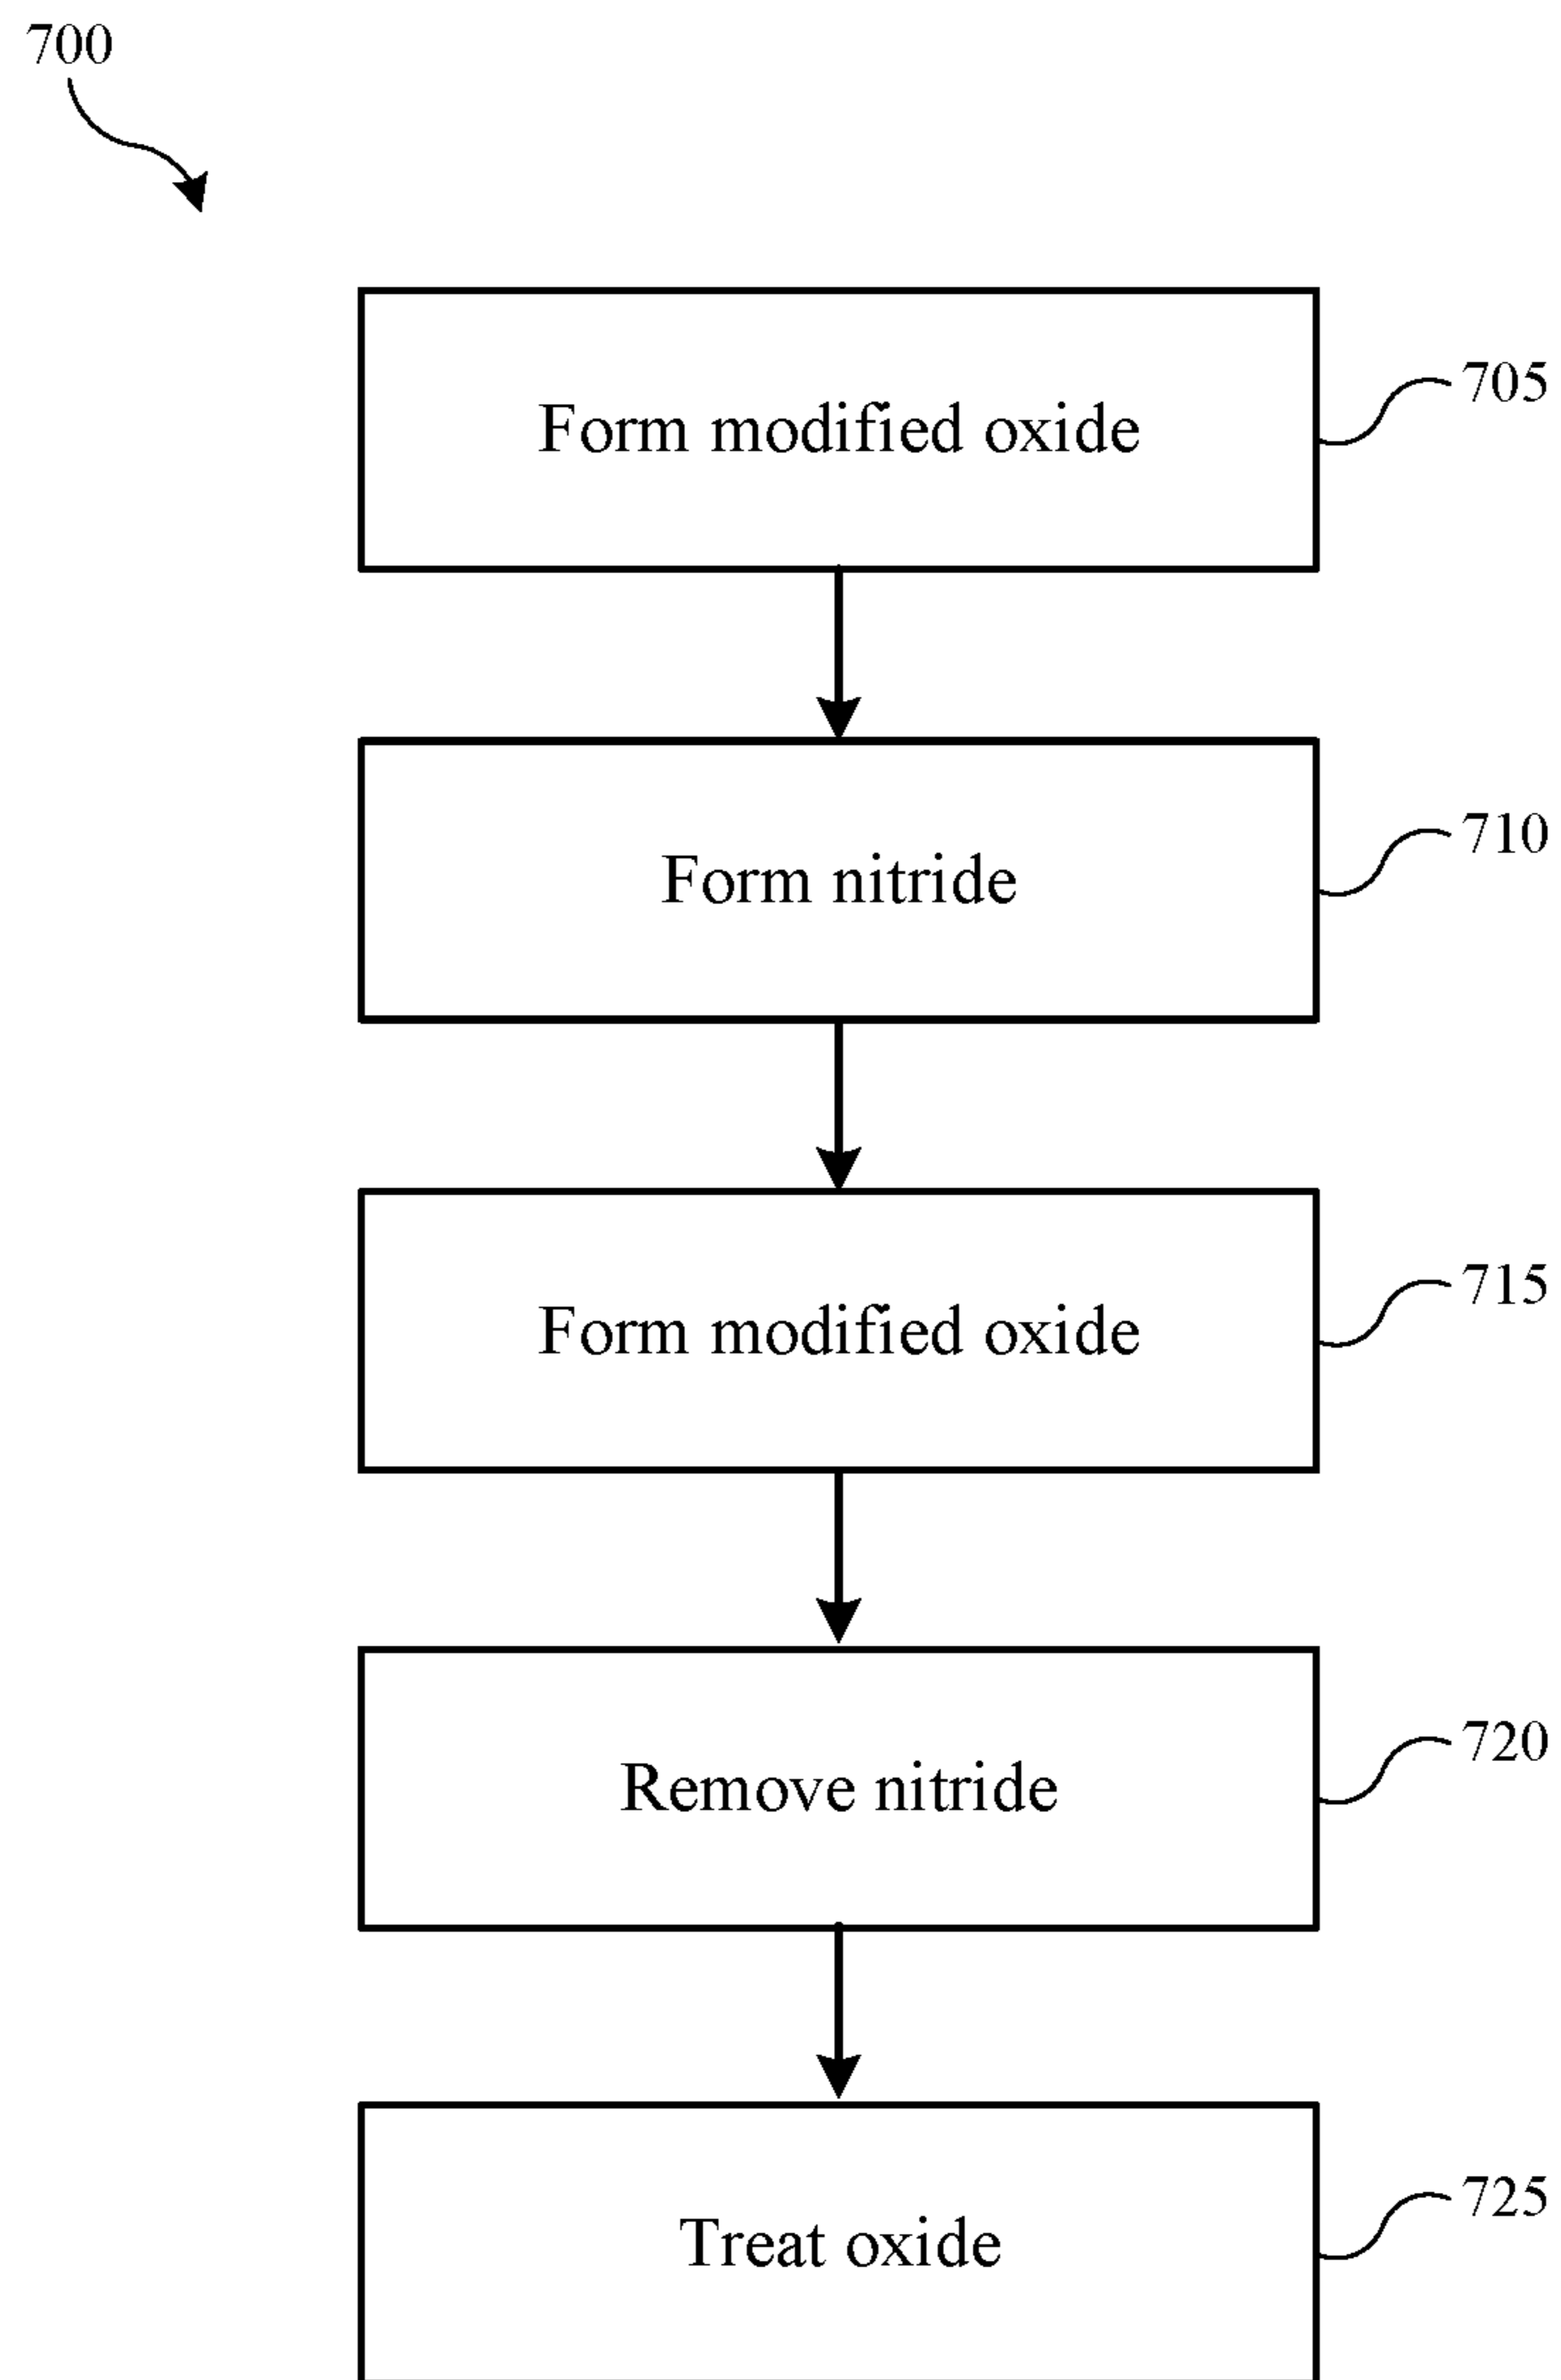 700
Form modified oxide
705
Form nitride
710
Form modified oxide
715
Remove nitride
720
Treat oxide
725